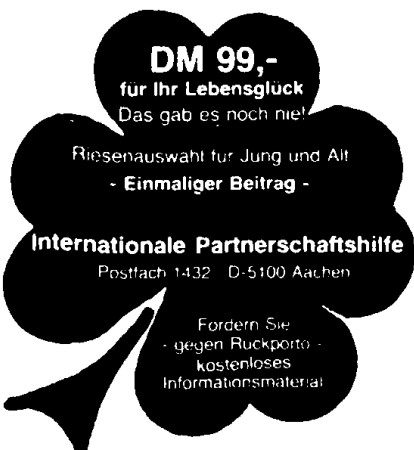 DM 99,-
für Ihr Lebensglück
Das gab es noch nie!
Riesenauswahl für Jung und Alt
- Einmaliger Beitrag -
Internationale Partnerschaftshilfe
Postfach 1432 D-5100 Aachen
Fordern Sie
- gegen Rückporto -
kostenloses
Informationsmaterial